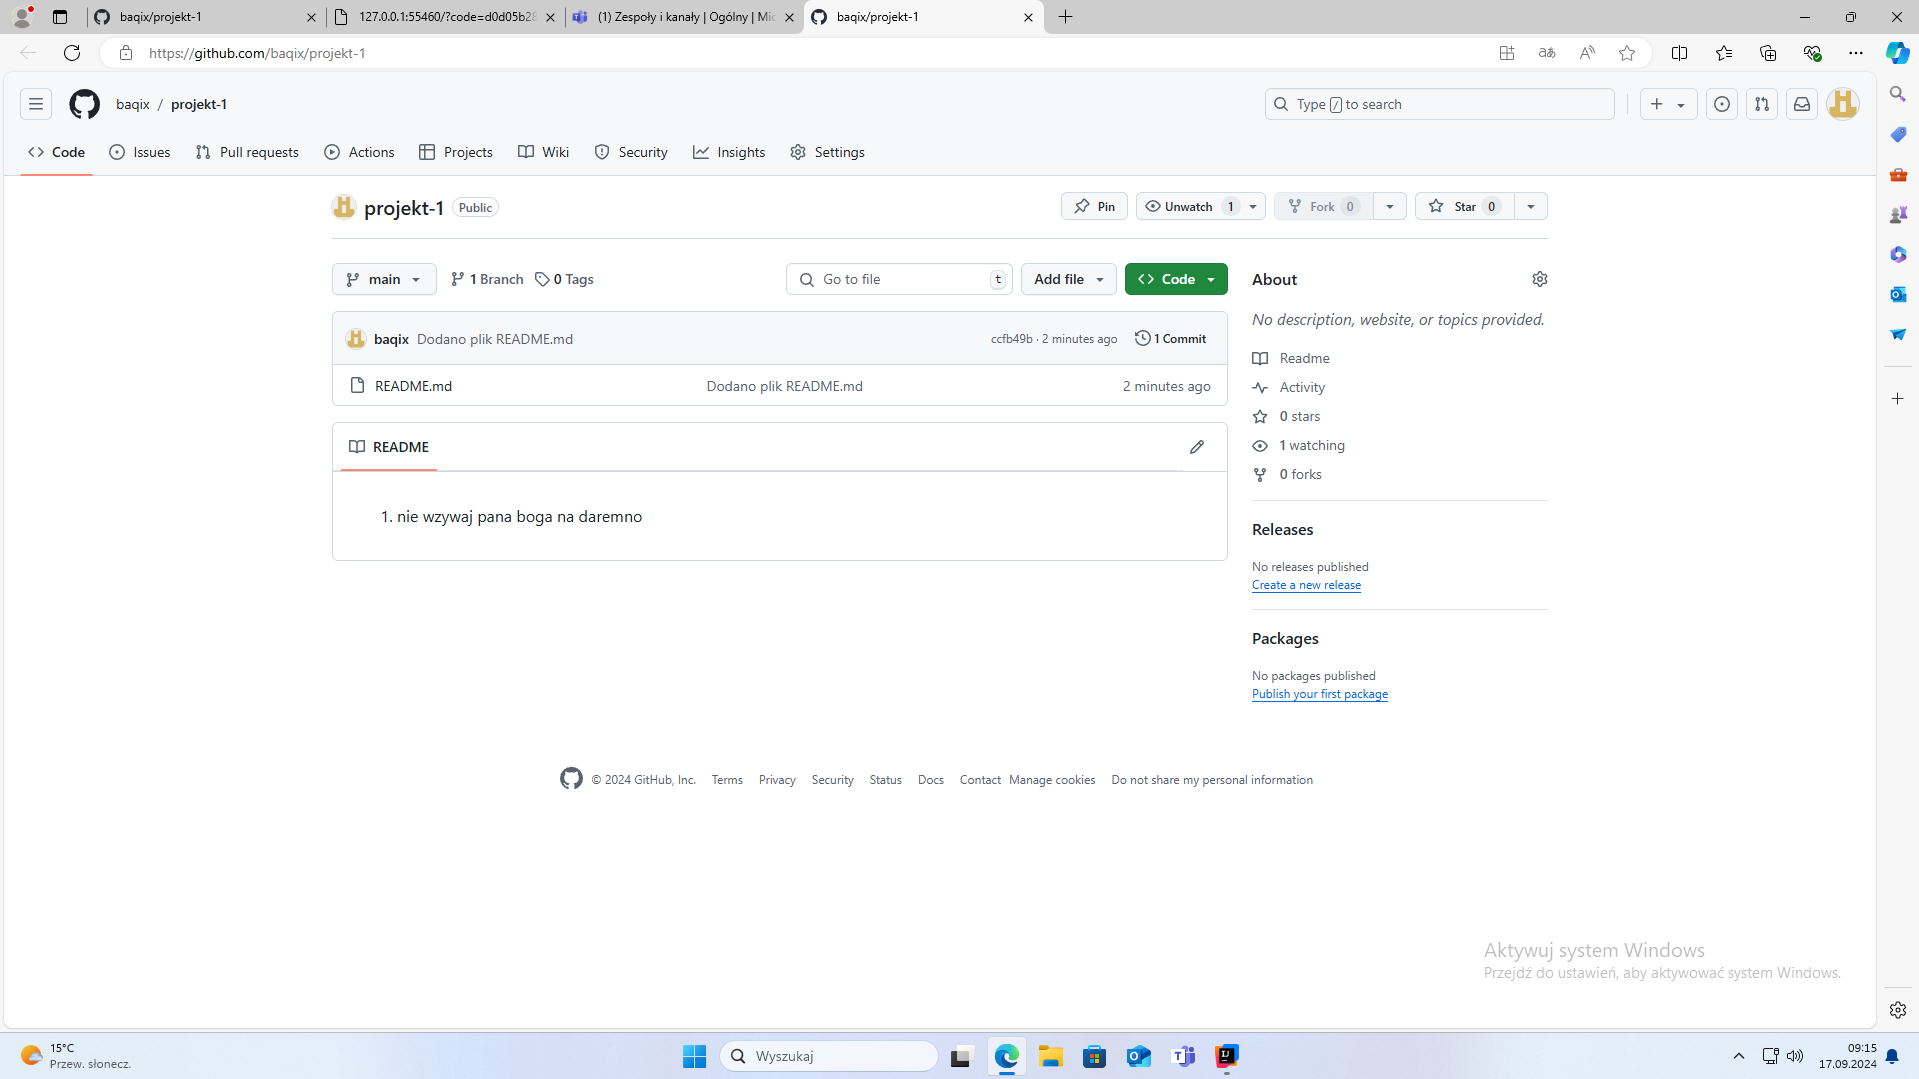 baqix/projekt-1
127.0.0.1:55460/?code=d0d05b28
(1) Zespoły i kanały | Ogólny | Mic
baqix/projekt-1
https://github.com/baqix/projekt-1
baqix / projekt-1
Type / to search
Code
Issues
Pull requests
Actions
Projects
Wiki
Security
Insights
Settings
projekt-1 Public
Pin
Unwatch 1
Fork 0
Star 0
main
1 Branch
0 Tags
Go to file t
Add file
Code
About
No description, website, or topics provided.
baqix Dodano plik README.md
ccfb49b · 2 minutes ago
1 Commit
README.md
Dodano plik README.md
2 minutes ago
Readme
Activity
0 stars
1 watching
0 forks
README
1. nie wzywaj pana boga na daremno
Releases
No releases published
Create a new release
Packages
No packages published
Publish your first package
© 2024 GitHub, Inc.
Terms
Privacy
Security
Status
Docs
Contact
Manage cookies
Do not share my personal information
Aktywuj system Windows
Przejdź do ustawień, aby aktywować system Windows.
15°C
Przew. słonecz.
Wyszukaj
09:15
17.09.2024